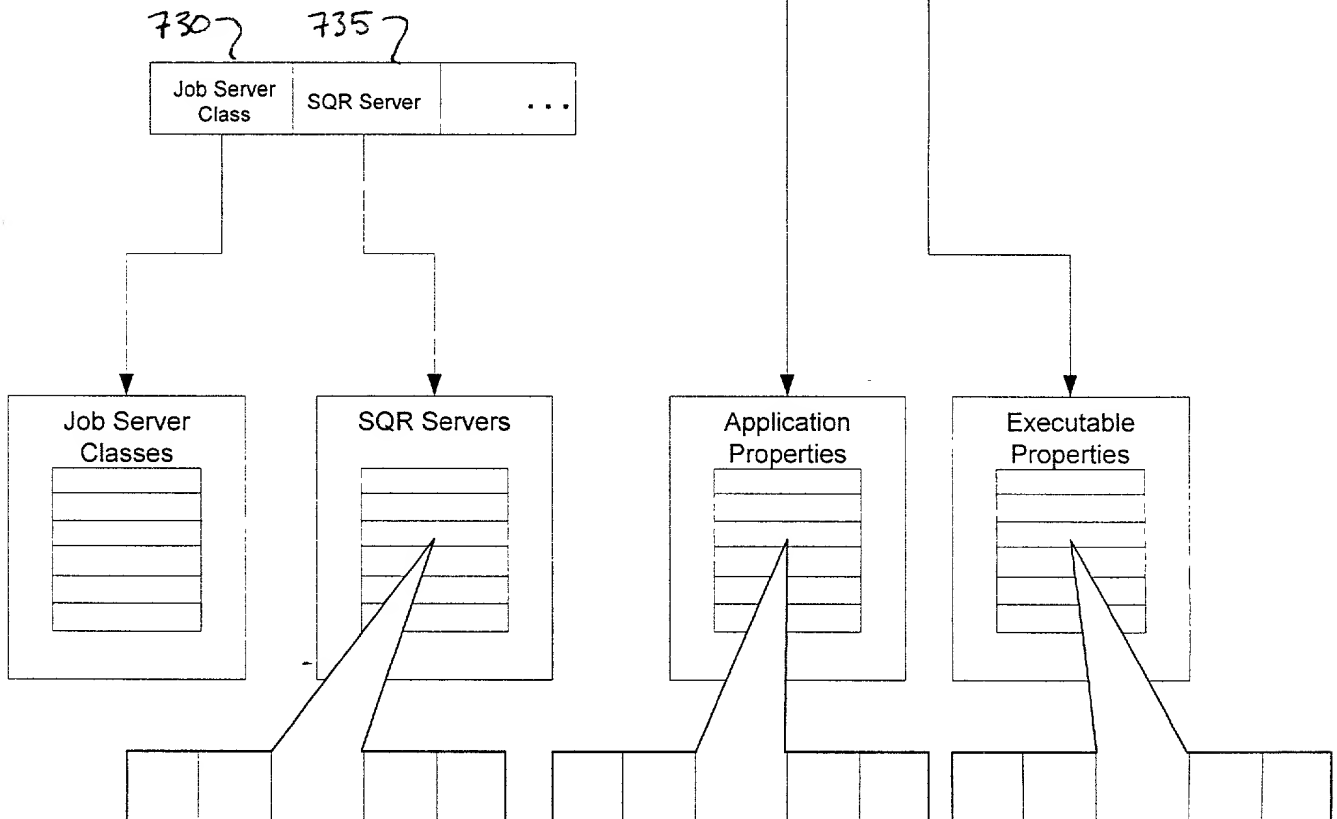 730 735
Job Server
Class
SQR Server
...
Job Server
Classes
SQR Servers
Application
Properties
Executable
Properties